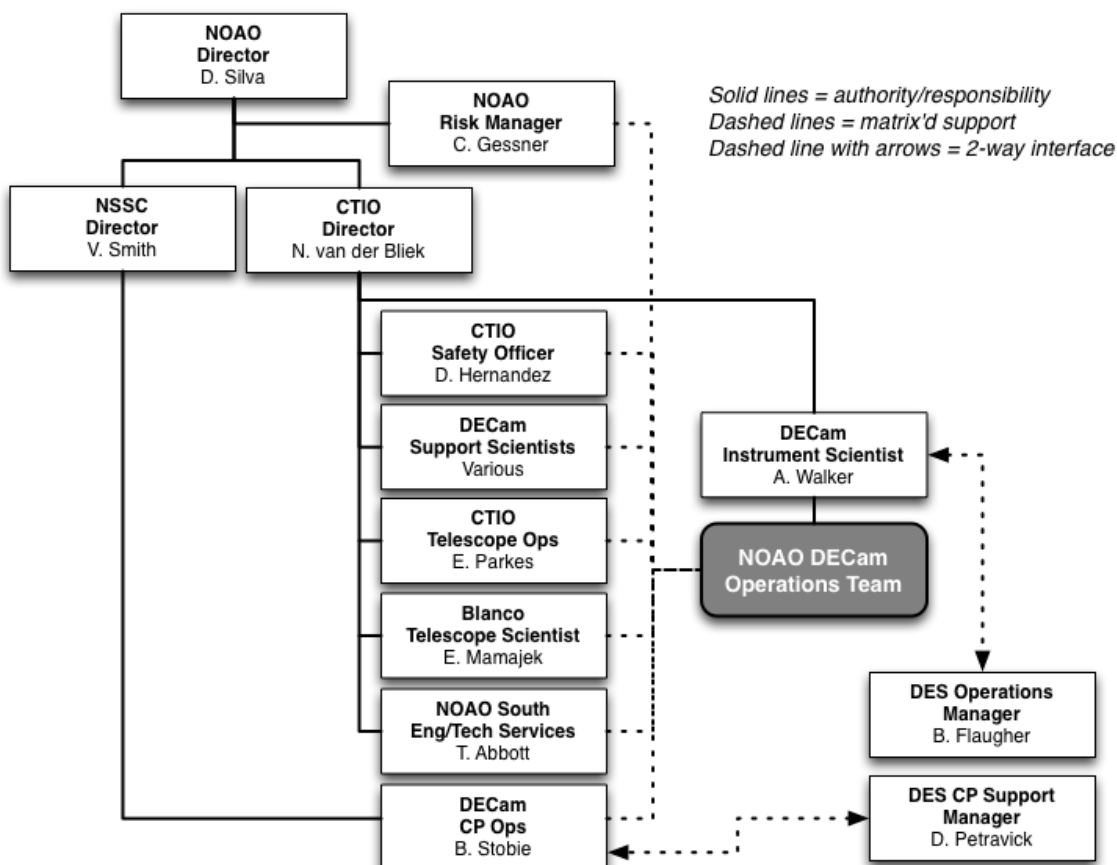 NOAO
Director
D. Silva
NOAO
Risk Manager
C. Gessner
Solid lines = authority/responsibility
Dashed lines = matrix'd support
Dashed line with arrows = 2-way interface
NSSC
Director
V. Smith
CTIO
Director
N. van der Bliek
CTIO
Safety Officer
D. Hernandez
DECam
Support Scientists
Various
DECam
Instrument Scientist
A. Walker
CTIO
Telescope Ops
E. Parkes
NOAO DECam
Operations Team
Blanco
Telescope Scientist
E. Mamajek
NOAO South
Eng/Tech Services
T. Abbott
DES Operations
Manager
B. Flaugher
DECam
CP Ops
B. Stobie
DES CP Support
Manager
D. Petravick